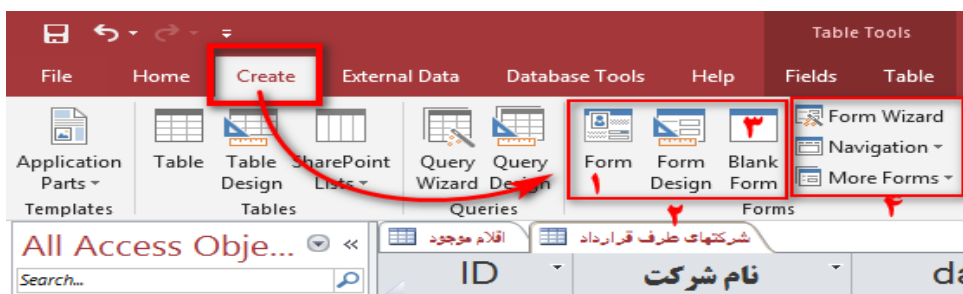 Table Tools
File Home Create External Data Database Tools Help Fields Table
Application Parts
Table
Table Design
SharePoint Lists
Query Wizard
Query Design
Form
۱
Form Design
۲
۳
Blank Form
Form Wizard
Navigation
More Forms
۴
Templates Tables Queries Forms
All Access Obje...
اقلام موجود
شرکتهای طرف قرارداد
Search...
ID
نام شرکت